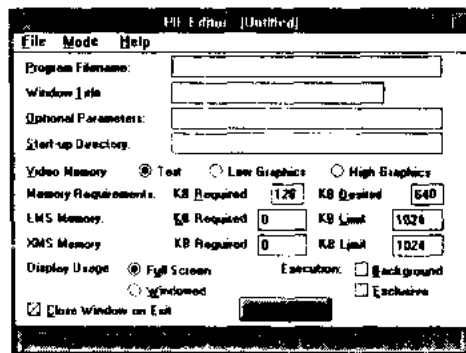 PIF Editor - [Untitled]
File Mode Help
Program Filename:
Window Title
Optional Parameters:
Start-up Directory:
Video Memory Text Low Graphics High Graphics
Memory Requirements: KB Required 128 KB Desired 640
EMS Memory: KB Required 0 KB Limit 1024
XMS Memory KB Required 0 KB Limit 1024
Display Usage Full Screen Execution: Background
Windowed Exclusive
Close Window on Exit